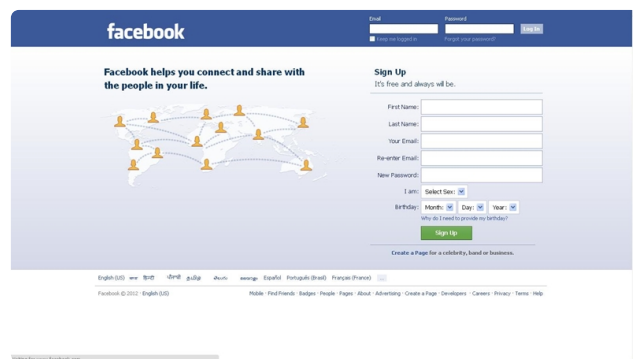 facebook
Email
Password
Keep me logged in
Forgot your password?
Log In
Facebook helps you connect and share with
the people in your life.
Sign Up
It's free and always will be.
First Name:
Last Name:
Your Email:
Re-enter Email:
New Password:
I am: Select Sex:
Birthday: Month: Day: Year:
Why do I need to provide my birthday?
Sign Up
Create a Page for a celebrity, band or business.
English (US) हिन्दी ਪੰਜਾਬੀ தமிழ் Español Português (Brasil) Français (France) ...
Facebook © 2012 · English (US)
Mobile · Find Friends · Badges · People · Pages · About · Advertising · Create a Page · Developers · Careers · Privacy · Terms · Help